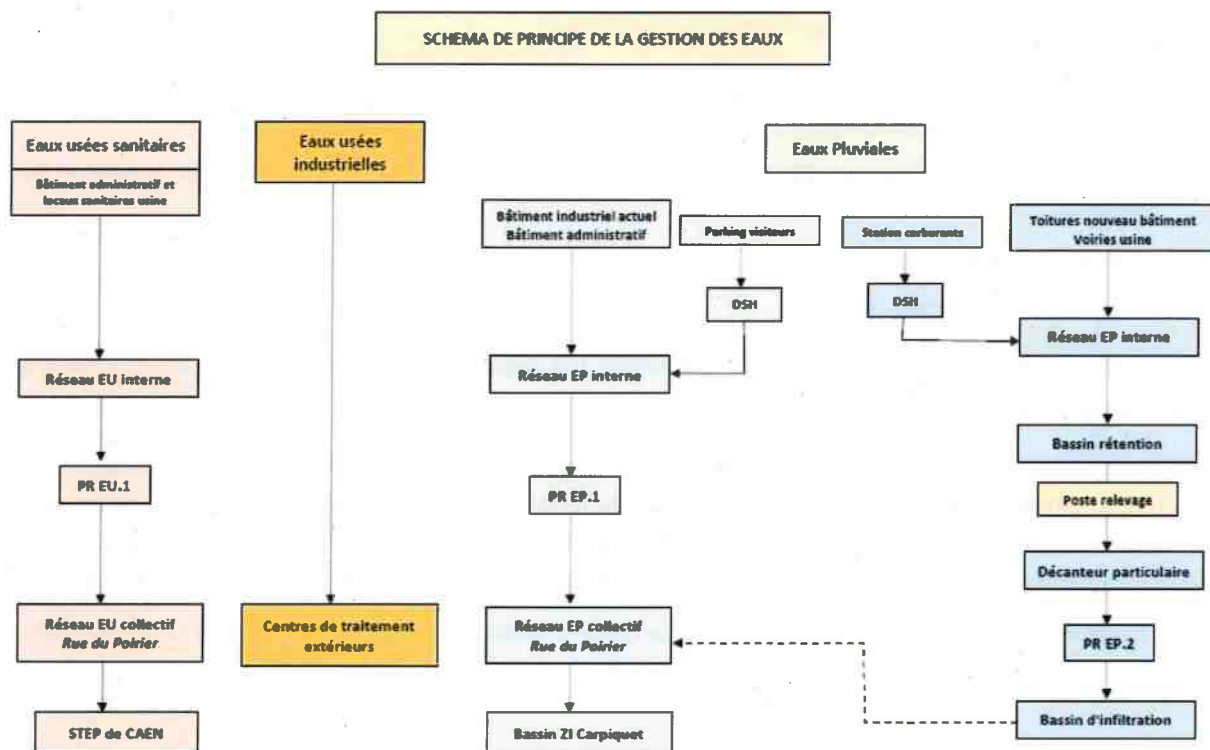 SCHEMA DE PRINCIPE DE LA GESTION DES EAUX
Eaux usées sanitaires
Bâtiment administratif et
locaux sanitaires usine
Réseau EU interne
PR EU.1
Réseau EU collectif
Rue du Poirier
STEP de CAEN
Eaux usées
industrielles
Centres de traitement
extérieurs
Eaux Pluviales
Bâtiment industriel actuel
Bâtiment administratif
Parking visiteurs
DSH
Réseau EP interne
PR EP.1
Réseau EP collectif
Rue du Poirier
Bassin ZI Carpiquet
Station carburants
DSH
Toitures nouveau bâtiment
Voiries usine
Réseau EP interne
Bassin rétention
Poste relevage
Décanteur particulaire
PR EP.2
Bassin d'infiltration